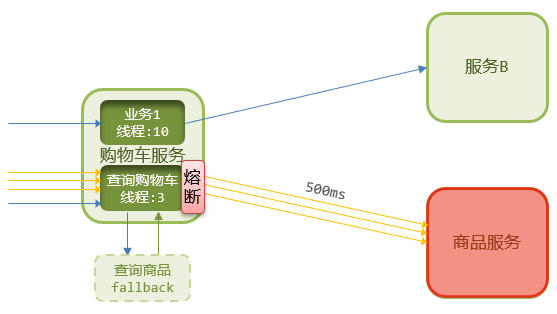 服务B
业务1
线程:10
购物车服务
查询购物车
线程:3
熔
断
500ms
商品服务
查询商品
fallback